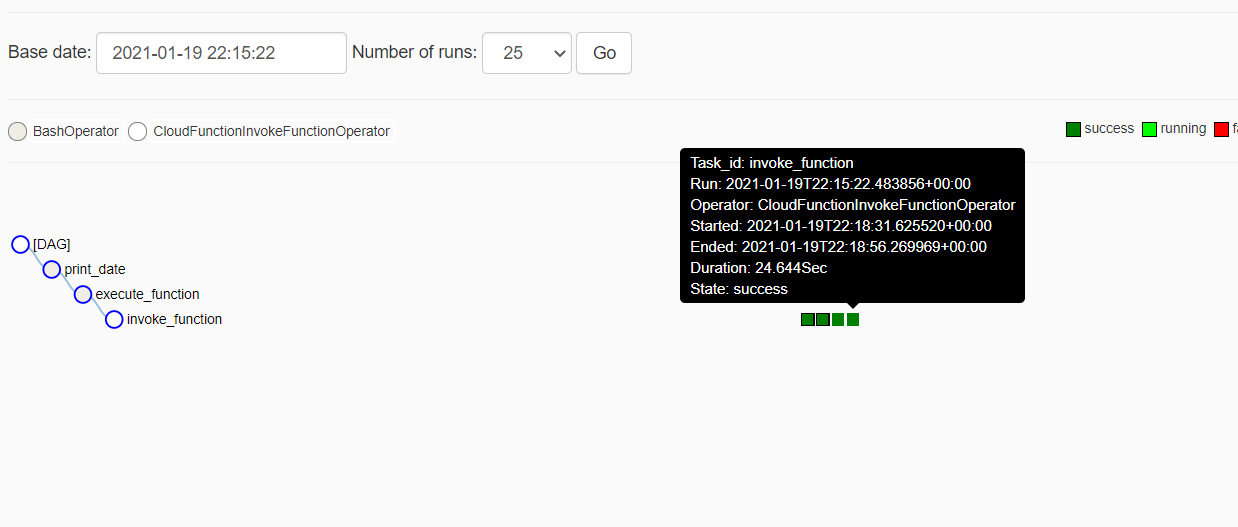 Base date: 2021-01-19 22:15:22 Number of runs: 25 Go
BashOperator CloudFunctionInvokeFunctionOperator success running
Task_id: invoke_function
Run: 2021-01-19T22:15:22.483856+00:00
Operator: CloudFunctionInvokeFunctionOperator
Started: 2021-01-19T22:18:31.625520+00:00
Ended: 2021-01-19T22:18:56.269969+00:00
Duration: 24.644Sec
State: success
[DAG]
print_date
execute_function
invoke_function